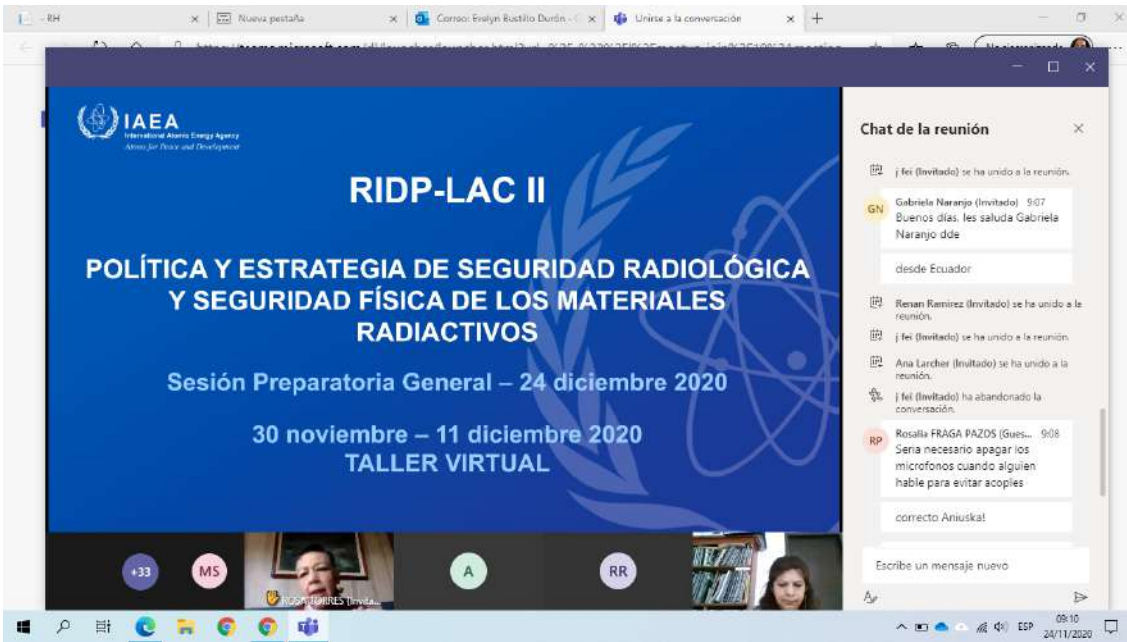 - RH
Nueva pestaña
Correo: Evelyn Bustillo Durón -
Unirse a la conversación
IAEA
International Atomic Energy Agency
Atoms for Peace and Development
RIDP-LAC II
POLÍTICA Y ESTRATEGIA DE SEGURIDAD RADIOLÓGICA
Y SEGURIDAD FÍSICA DE LOS MATERIALES
RADIACTIVOS
Sesión Preparatoria General – 24 diciembre 2020
30 noviembre – 11 diciembre 2020
TALLER VIRTUAL
+33
MS
ROSA TORRES (Invita...
A
RR
Chat de la reunión
j fei (Invitado) se ha unido a la reunión.
GN
Gabriela Naranjo (Invitado) 9:07
Buenos días, les saluda Gabriela
Naranjo dde
desde Ecuador
Renan Ramirez (Invitado) se ha unido a la
reunión.
j fei (Invitado) se ha unido a la reunión.
Ana Larcher (Invitado) se ha unido a la
reunión.
j fei (Invitado) ha abandonado la
conversación.
RP
Rosalia FRAGA PAZOS (Gues... 9:08
Seria necesario apagar los
microfonos cuando alguien
hable para evitar acoples
correcto Aniuska!
Escribe un mensaje nuevo
ESP
09:10
24/11/2020